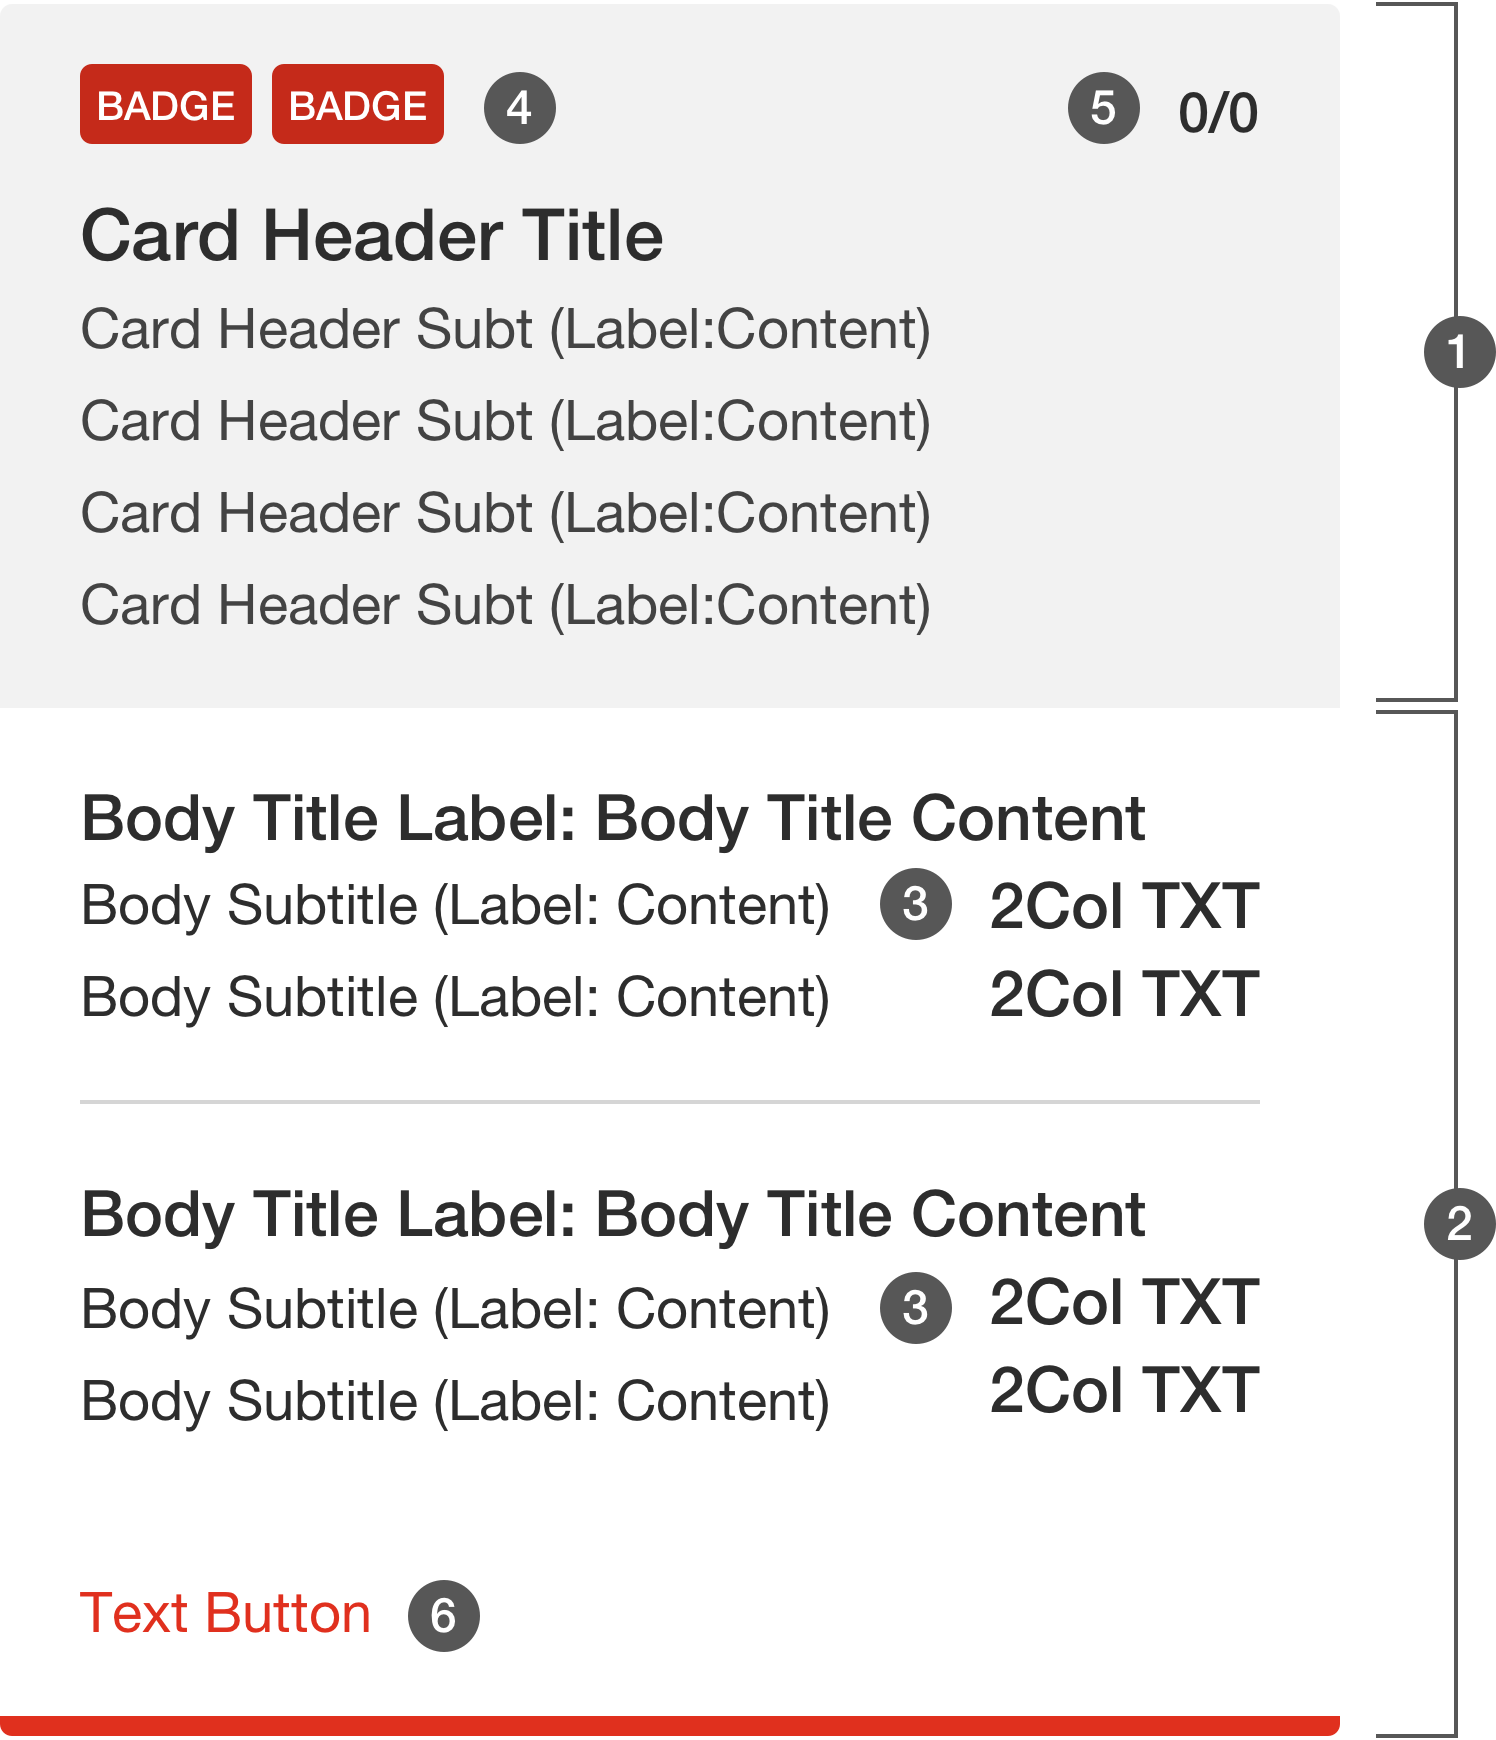 BADGE BADGE 4 5 0/0
Card Header Title
Card Header Subt (Label:Content)
1
Card Header Subt (Label:Content)
Card Header Subt (Label:Content)
Card Header Subt (Label:Content)
Body Title Label: Body Title Content
Body Subtitle (Label: Content) 3 2Col TXT
Body Subtitle (Label: Content) 2Col TXT
Body Title Label: Body Title Content
2
Body Subtitle (Label: Content) 3 2Col TXT
Body Subtitle (Label: Content) 2Col TXT
Text Button 6